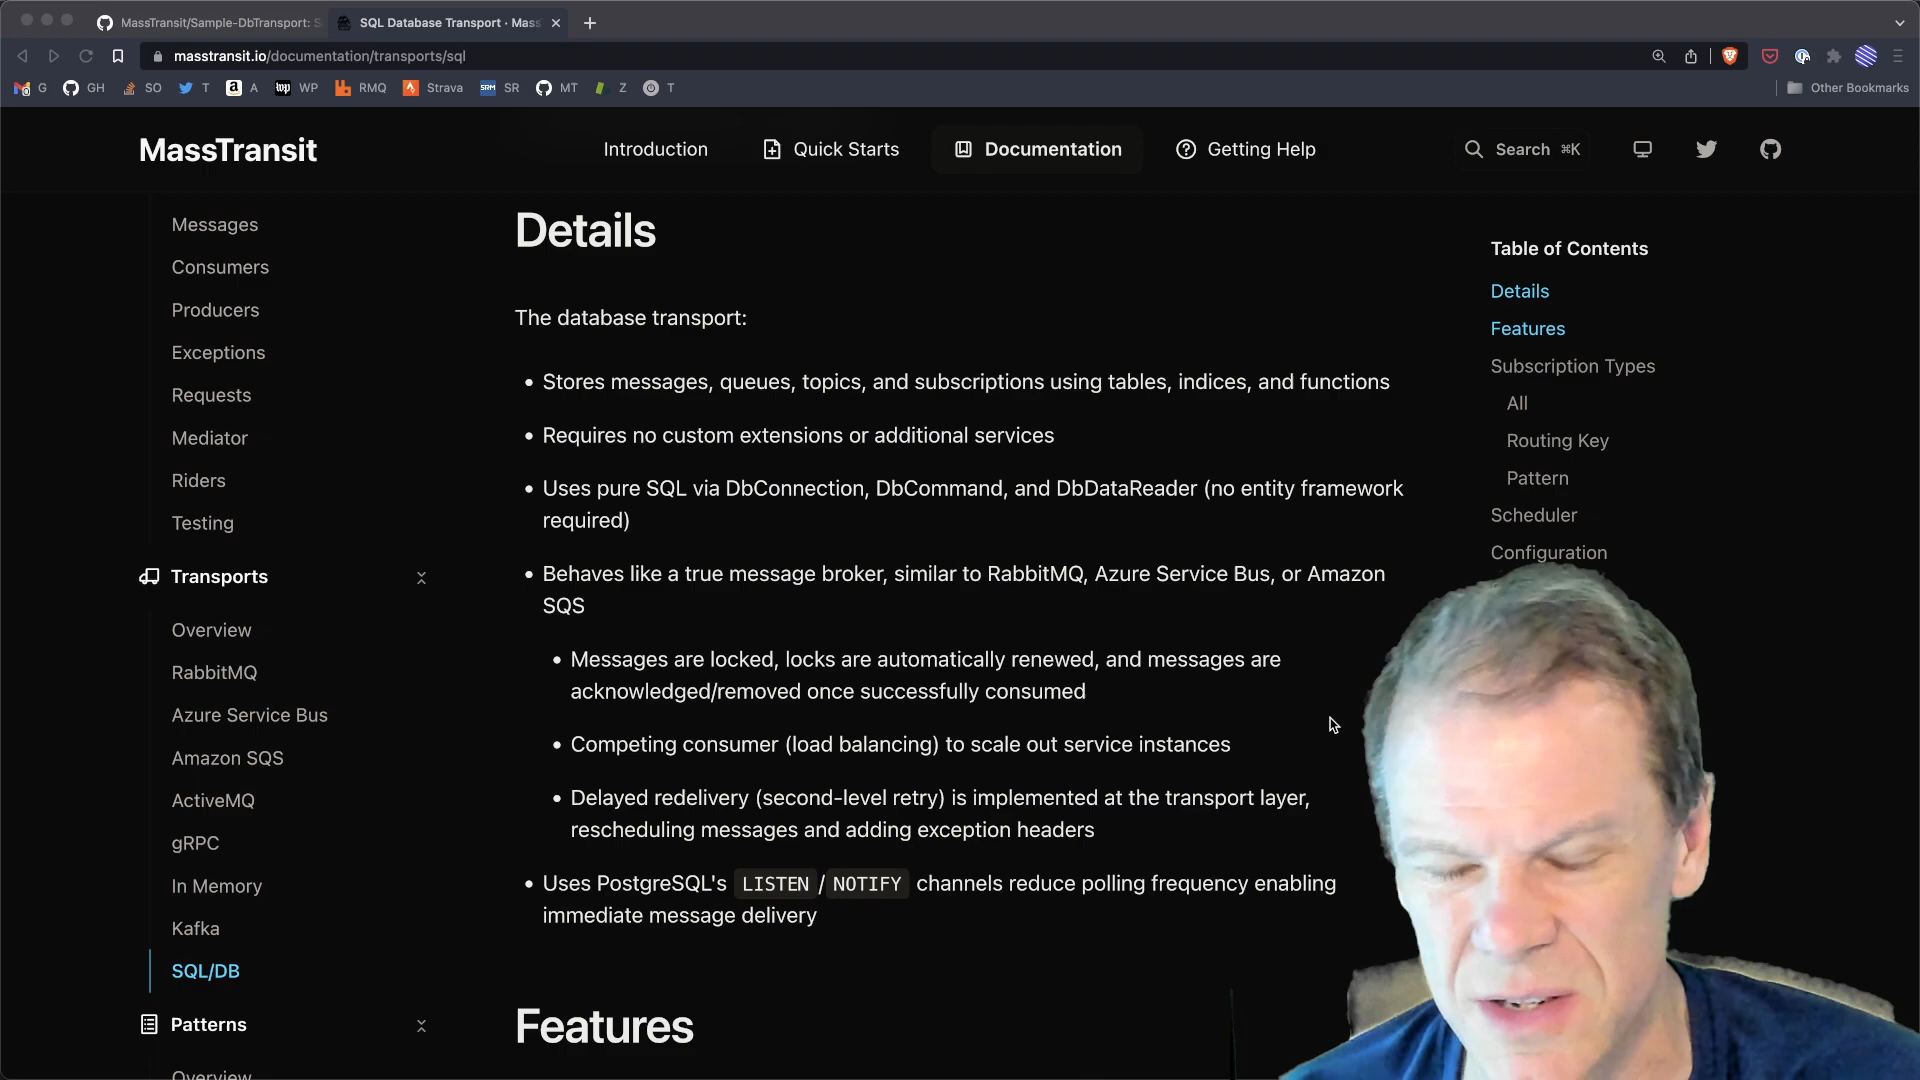 MassTransit/Sample-DbTransport: S
SQL Database Transport · Mass
masstransit.io/documentation/transports/sql
G
GH
SO
T
A
WP
RMQ
Strava
SRM SR
MT
Z
T
Other Bookmarks
MassTransit
Introduction
Quick Starts
Documentation
Getting Help
Search ⌘K
Messages
Consumers
Producers
Exceptions
Requests
Mediator
Riders
Testing
Transports
Overview
RabbitMQ
Azure Service Bus
Amazon SQS
ActiveMQ
gRPC
In Memory
Kafka
SQL/DB
Patterns
Overview
Details
The database transport:
• Stores messages, queues, topics, and subscriptions using tables, indices, and functions
• Requires no custom extensions or additional services
• Uses pure SQL via DbConnection, DbCommand, and DbDataReader (no entity framework
required)
• Behaves like a true message broker, similar to RabbitMQ, Azure Service Bus, or Amazon
SQS
• Messages are locked, locks are automatically renewed, and messages are
acknowledged/removed once successfully consumed
• Competing consumer (load balancing) to scale out service instances
• Delayed redelivery (second-level retry) is implemented at the transport layer,
rescheduling messages and adding exception headers
• Uses PostgreSQL's LISTEN / NOTIFY channels reduce polling frequency enabling
immediate message delivery
Features
Table of Contents
Details
Features
Subscription Types
All
Routing Key
Pattern
Scheduler
Configuration